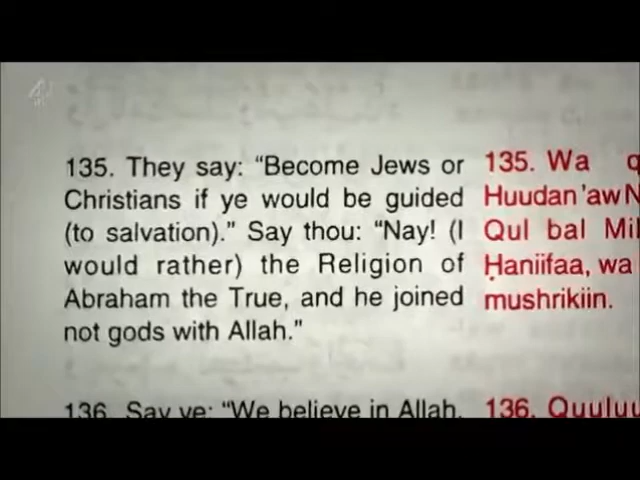 135. They say: “Become Jews or
Christians if ye would be guided
(to salvation).” Say thou: “Nay! (I
would rather) the Religion of
Abraham the True, and he joined
not gods with Allah.”
136. Say ye: “We believe in Allah,
135. Wa q
Huudan 'aw N
Qul bal Mil
Ḥaniifaa, wa
mushrikiin.
136. Quuluu